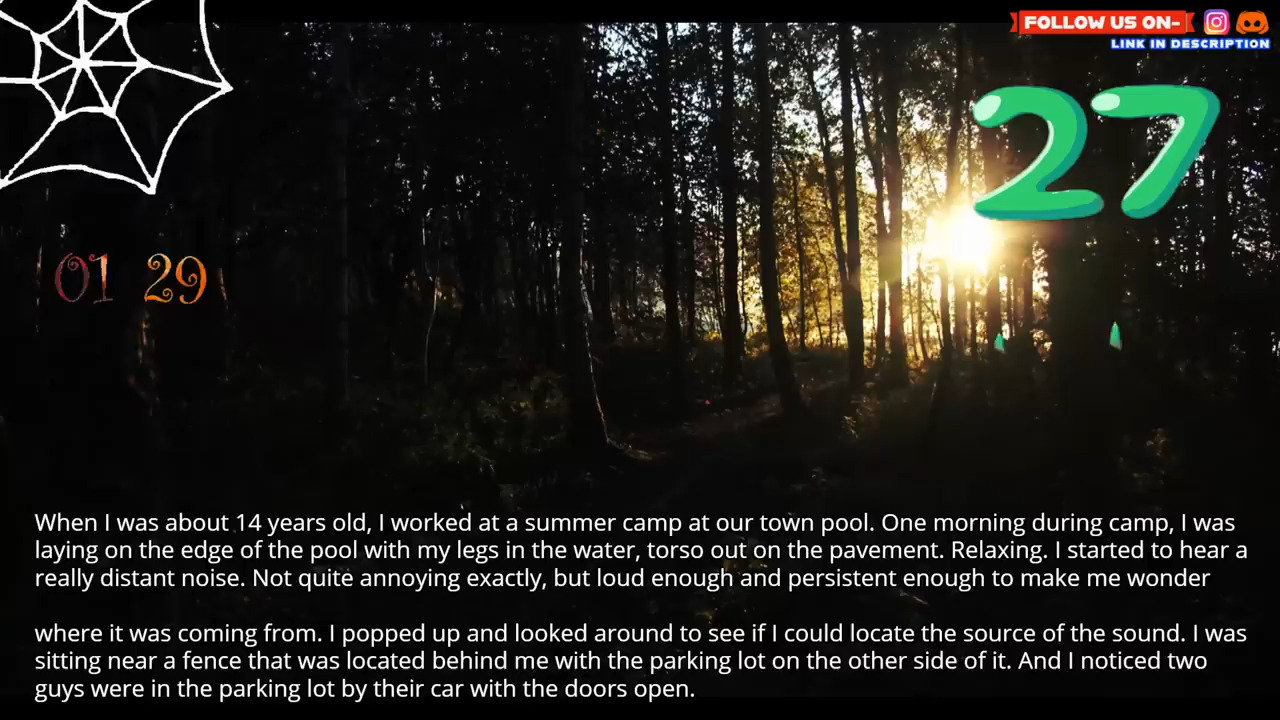 FOLLOW US ON-
LINK IN DESCRIPTION
27
01 29
When I was about 14 years old, I worked at a summer camp at our town pool. One morning during camp, I was
laying on the edge of the pool with my legs in the water, torso out on the pavement. Relaxing. I started to hear a
really distant noise. Not quite annoying exactly, but loud enough and persistent enough to make me wonder
where it was coming from. I popped up and looked around to see if I could locate the source of the sound. I was
sitting near a fence that was located behind me with the parking lot on the other side of it. And I noticed two
guys were in the parking lot by their car with the doors open.